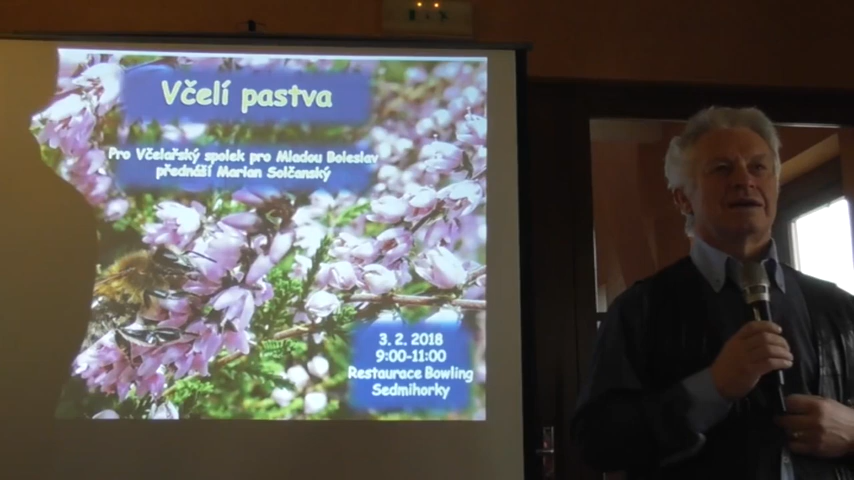 Včelí pastva
Pro Včelařský spolek pro Mladou Boleslav
přednáší Marian Solčanský
3. 2. 2018
9:00-11:00
Restaurace Bowling
Sedmihorky